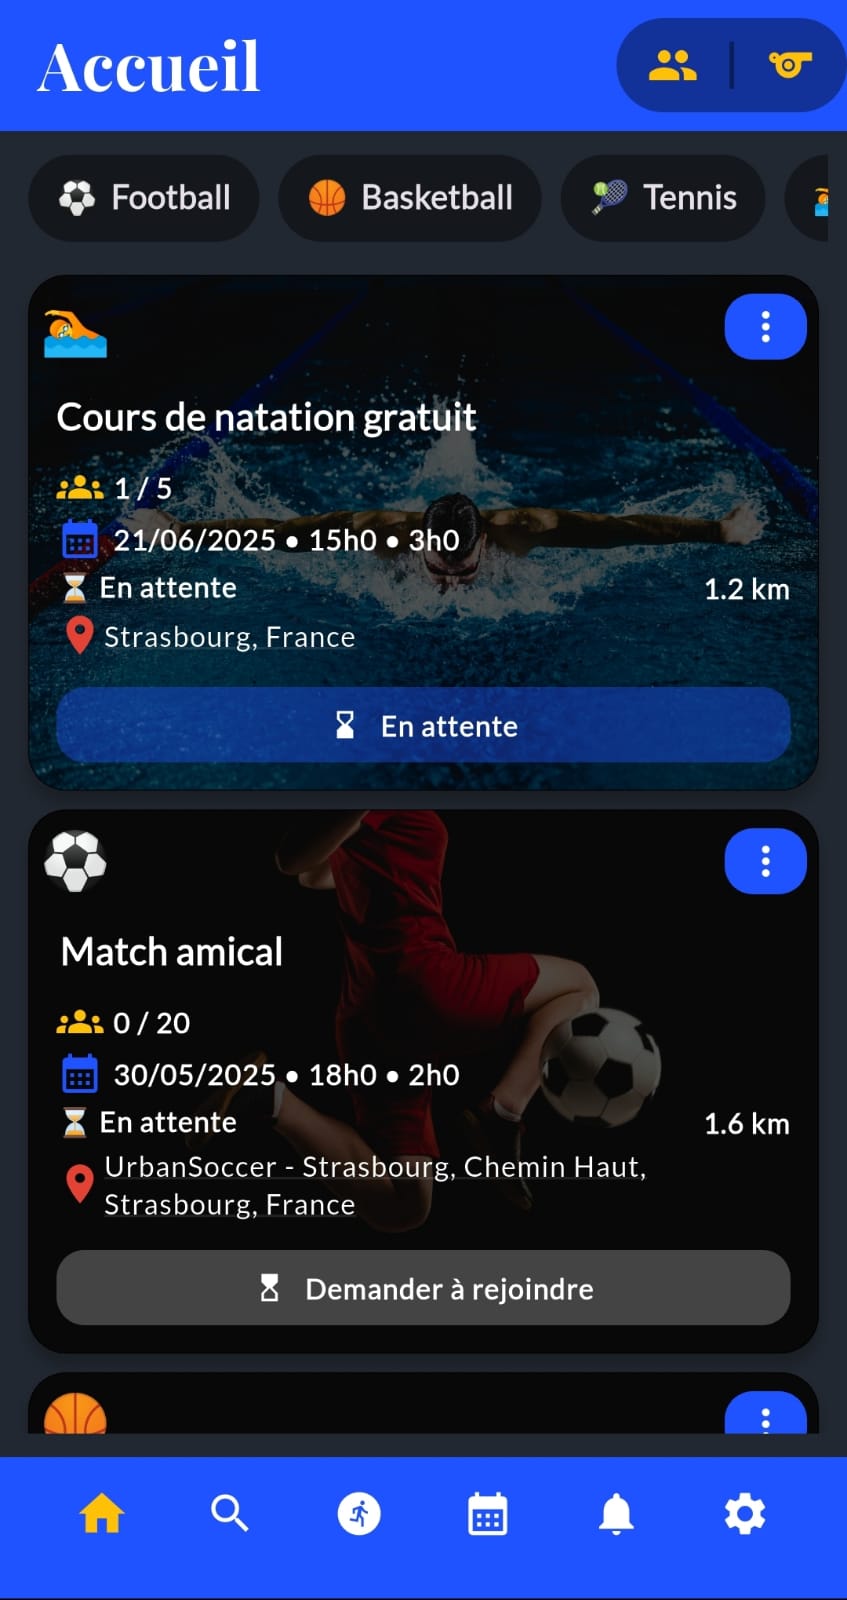 Accueil
Football
Basketball
Tennis
Cours de natation gratuit
1 / 5
21/06/2025 • 15h0 • 3h0
En attente
1.2 km
Strasbourg, France
En attente
Match amical
0 / 20
30/05/2025 • 18h0 • 2h0
En attente
1.6 km
UrbanSoccer - Strasbourg, Chemin Haut,
Strasbourg, France
Demander à rejoindre